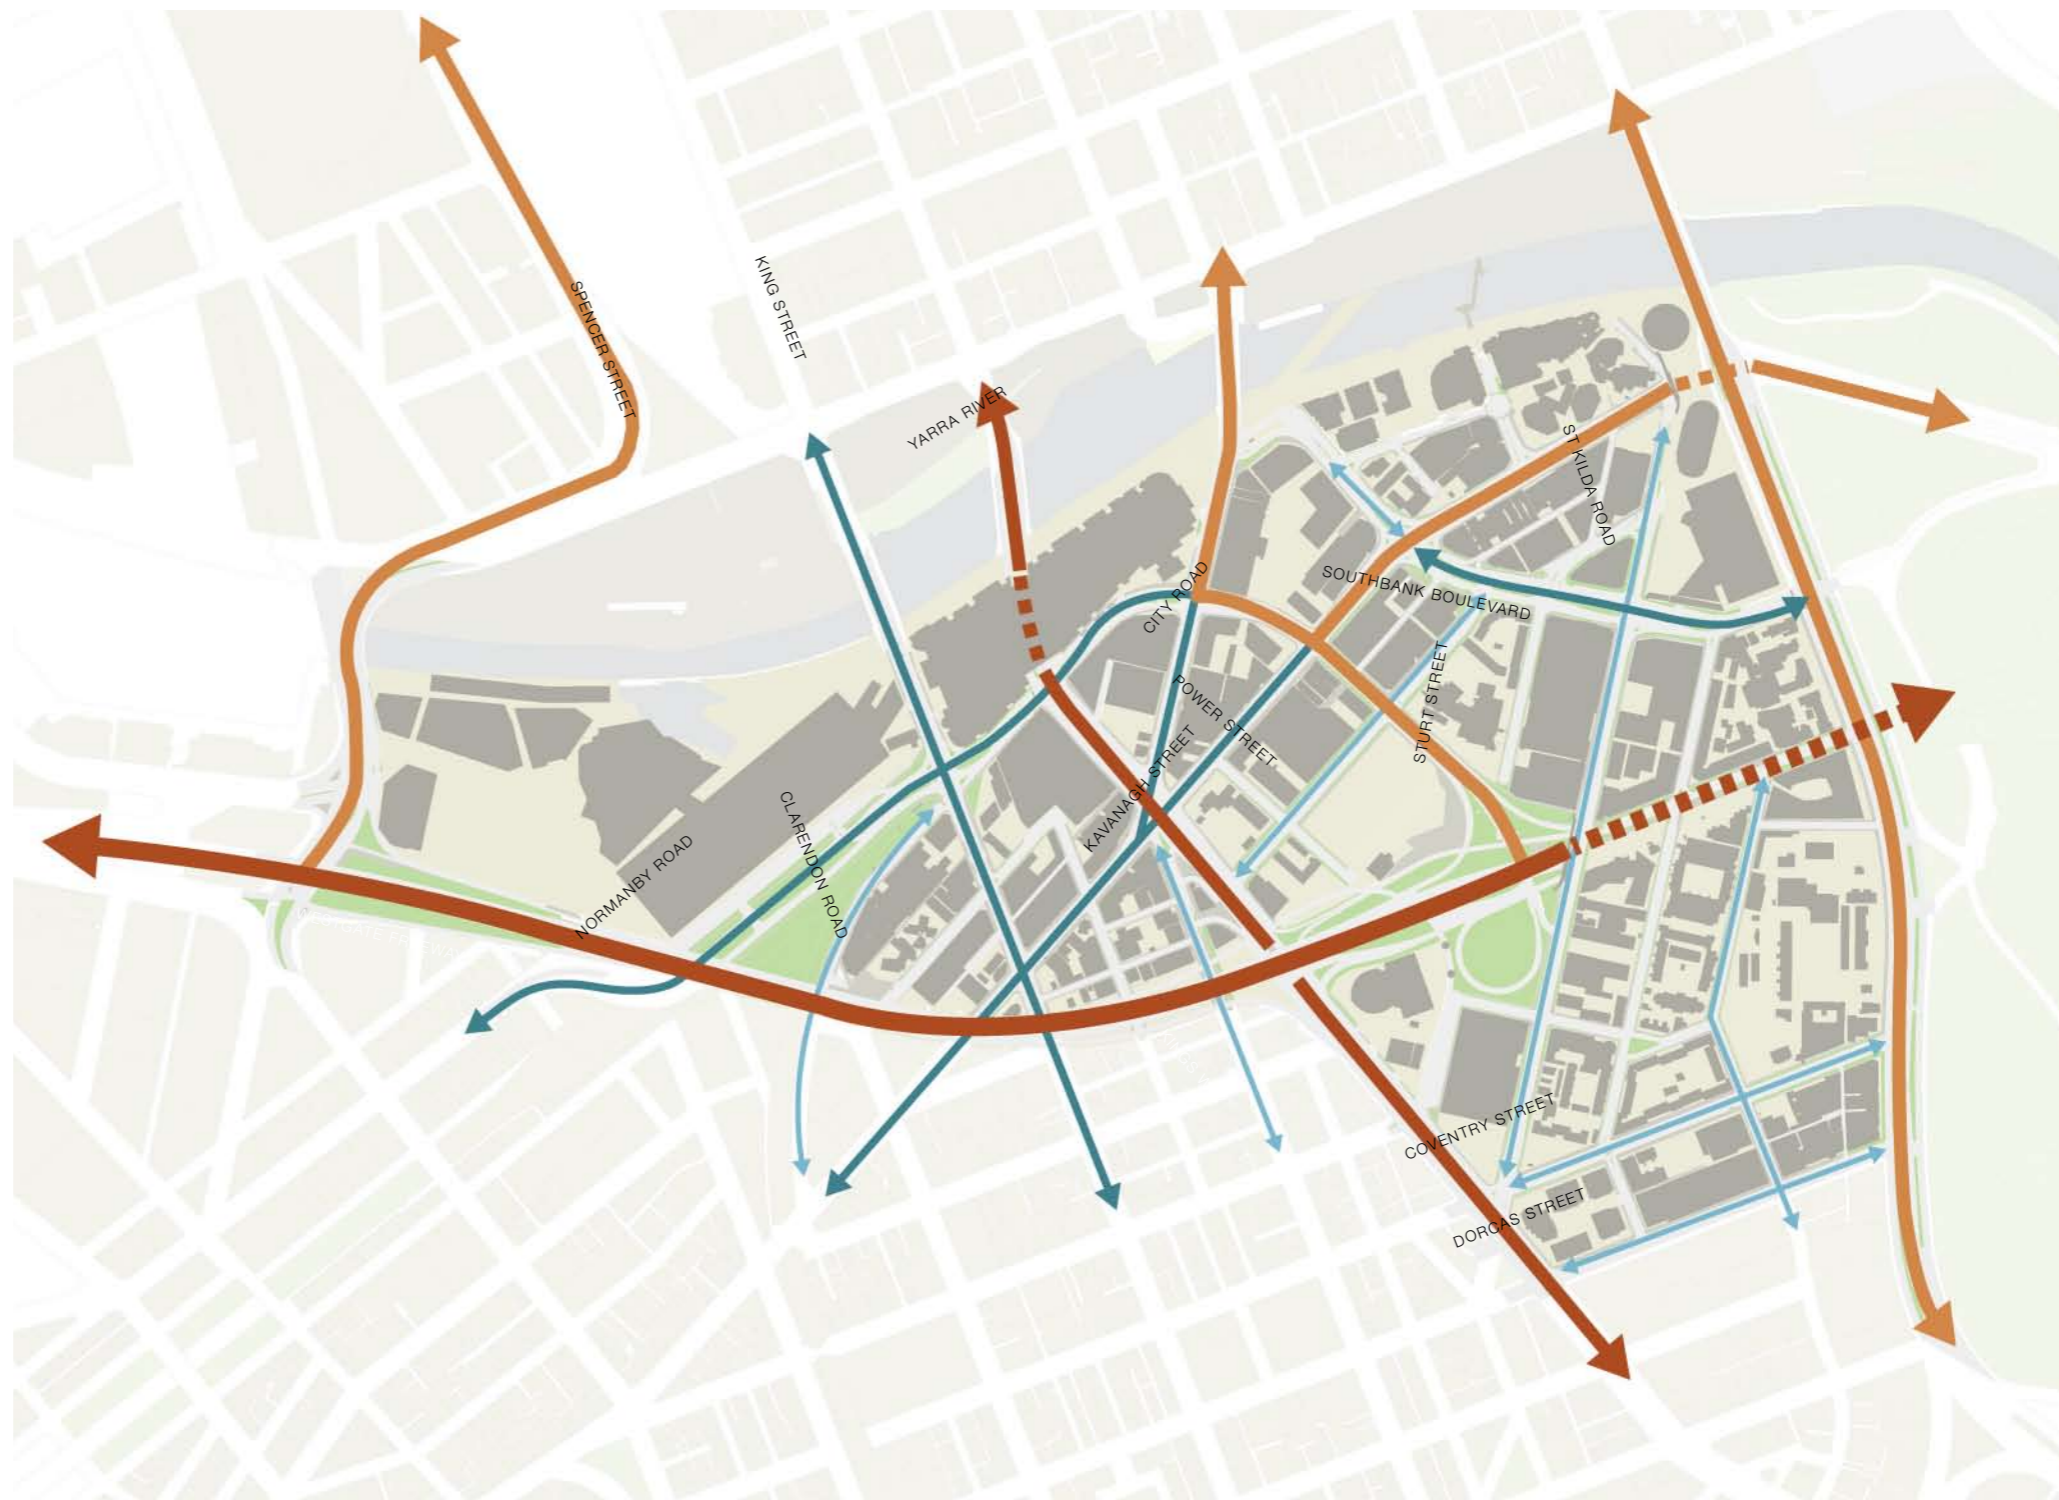 KING STREET
SPENCER STREET
YARRA RIVER
ST KILDA ROAD
CITY ROAD
SOUTHBANK BOULEVARD
STURT STREET
POWER STREET
KAVANAGH STREET
CLARENDON ROAD
NORMANBY ROAD
COVENTRY STREET
DORCAS STREET